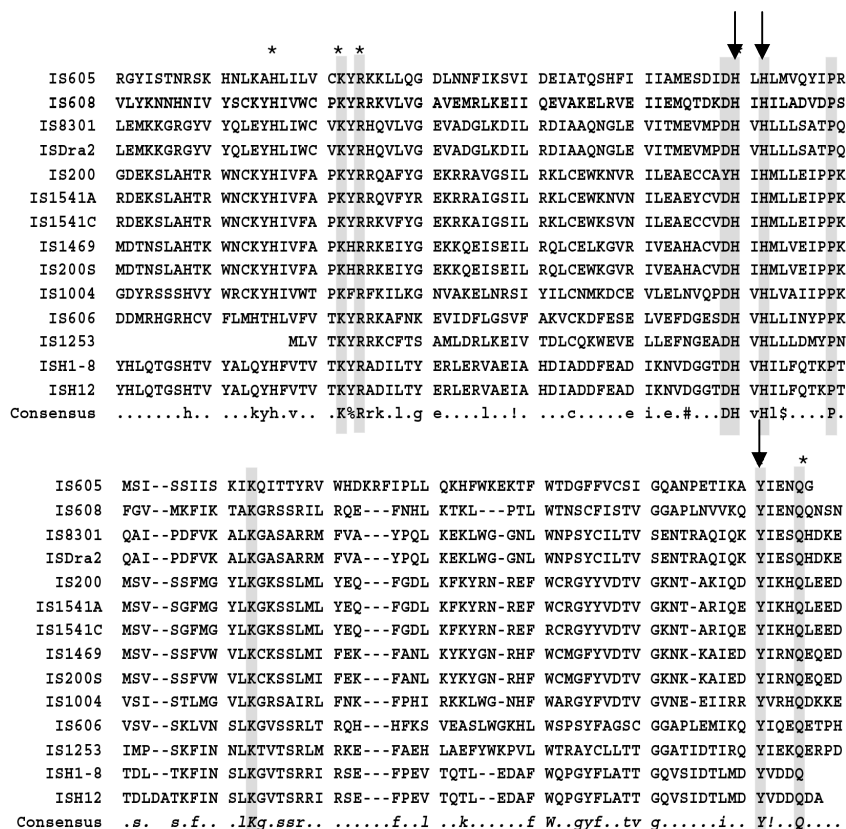 * * * *
IS605 RGYISTNRSK HNLKAHLILV CKYRKKLLQG DLNNFIKSVI DEIATQSHFI IIAMESDIDH LHLMVQYIPR
IS608 VLYKNNHNIV YSCKYHIVWC PKYRRKVLVG AVEMRLKEII IQEVAKELRVE IIEMQTDKDH IHILADVDPS
IS8301 LEMKKGRGYV YQLEYHLIWC VKYRHQVLVG EVADGLKDIL RDIAAQNGLE VITMEVMPDH VHLLLSATPQ
ISDra2 LEMKKGRGYV YQLEYHLIWC VKYRHQVLVG EVADGLKDIL RDIAAQNGLE VITMEVMPDH VHLLLSATPQ
IS200 GDEKSLAHTR WNCKYHIVFA PKYRRQAFYG EKRRAVGSIL RKLCEWKNVR ILEAECCAYH IHMLLEIPPK
IS1541A RDEKSLAHTR WNCKYHIVFA PKYRRQVFYR EKRRAIGSIL RKLCEWKNVN ILEAECCVDH IHMLLEIPPK
IS1541C RDEKSLAHTR WNCKYHIVFA PKYRRKVFYG EKRKAIGSIL RKLCEWKSVN ILEAYCCVDH IHMLLEIPPK
IS1469 MDTNSLAHTK WNCKYHIVFA PKHRRKEIYG EKKQEISEIL RQLCELKGVR IVEAHACVDH IHMLVEIPPK
IS200S MDTNSLAHTK WNCKYHIVFA PKHRRKEIYG EKKQEISEIL RQLCEWKGVR IVEAHACVDH IHMLLEIPPK
IS1004 GDYRSSSHVY WRCKYHIVWT PKFRFKILKG NVAKELNRSI YILCNMKDCE VLELNVQPDH VHLVAIIPPK
IS606 DDMRHGRHCV FLMHTHLVFV TKYRRKAFNK EVIDFLGSVF AKVCKDFESE LVEFDGESDH VHLLINYPPK
IS1253 MLV TKYRRKCFTS AMLDRLKEIV TDLCQKWEVE LLEFNGEADH VHLLLDMYPN
ISH1-8 YHLQTGSHTV YALQYHFVTV TKYRADILTY ERLERVAEIA HDIADDFEAD IKNVDGGTDH VHILFQTKPT
ISH12 YHLQTGSHTV YALQYHFVTV TKYRADILTY ERLERVAEIA HDIADDFEAD IKNVDGGTDH VHILFQTKPT
Consensus .......h.. ....kyh.v.. .K%Rrk.l.g e....l..!. ...c.....e i.e.#...DH vHl$....P.
*
IS605 MSI--SSIIS KIKQITTYRV WHDKRFIPLL QKHFWKEKTF WTDGFFVCSI GQANPETIKA YIENQG
IS608 FGV--MKFIK TAKGRSSRIL RQE--FNHL KTKL---PTL WTNSCFISTV GGAPLNVVKQ YIENQQNSN
IS8301 QAI--PDFVK ALKGASARRM FVA---YPQL KEKLWG-GNL WNPSYCILTV SENTRAQIQK YIESQHDKE
ISDra2 QAI--PDFVK ALKGASARRM FVA---YPQL KEKLWG-GNL WNPSYCILTV SENTRAQIQK YIESQHDKE
IS200 MSV--SSFMG YLKGKSSLML YEQ---FGDL KFKYRN-REF WCRGYYVDTV GKNT-AKIQD YIKHQLEED
IS1541A MSV--SGFMG YLKGKSSLML YEQ---FGDL KFKYRN-REF WCRGYYVDTV GKNT-ARIQE YIKHQLEED
IS1541C MSV--SGFMG YLKGKSSLML YEQ---FGDL KFKYRN-REF RCRGYYVDTV GKNT-ARIQE YIKHQLEED
IS1469 MSV--SSFVW VLKCKSSLMI FEK---FANL KYKYGN-RHF WCMGFYVDTV GKNK-KAIED YIRNQEQED
IS200S MSV--SSFVW VLKCKSSLMI FEK---FANL KYKYGN-RHF WCMGFYVDTV GKNK-KAIED YIRNQEQED
IS1004 VSI--STLMG VLKGRSAIRL FNK---FPHI RKKLWG-NHF WARGYFVDTV GVNE-EIIRR YVRHQDKKE
IS606 VSV--SKLVN SLKGVSSRLT RQH--HFKS VEASLWGKHL WSPSYFAGSC GGAPLEMIKQ YIQEQETPH
IS1253 IMP--SKFIN NLKTVTSRLM RKE---FAEH LAEFYWKPVL WTRAYCLLTT GGATIDTIRQ YIEKQERPD
ISH1-8 TDL--TKFIN SLKGVTSRRI RSE---FPEV TQTL--EDAF WQPGYFLATT GQVSIDTLMD YVDDQ
ISH12 TDLDATKFIN SLKGVTSRRI RSE---FPEV TQTL--EDAF WQPGYFLATT GQVSIDTLMD YVDDQDA
Consensus .s. s.f.. .lKg.ssr.. .....f..l ..k.....f W..gyf..tv g.....i.. Y!..Q....